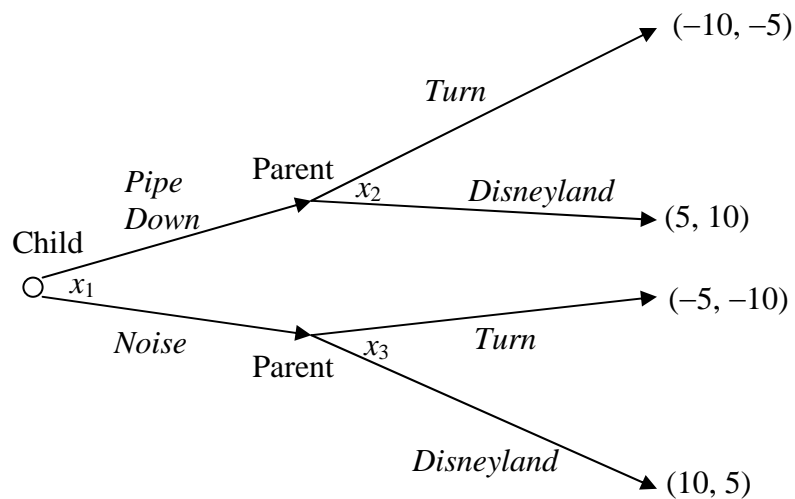 (–10, –5)
Turn
Parent
Pipe
Down
x₂
Disneyland
(5, 10)
Child
x₁
(–5, –10)
Noise
x₃
Turn
Parent
Disneyland
(10, 5)